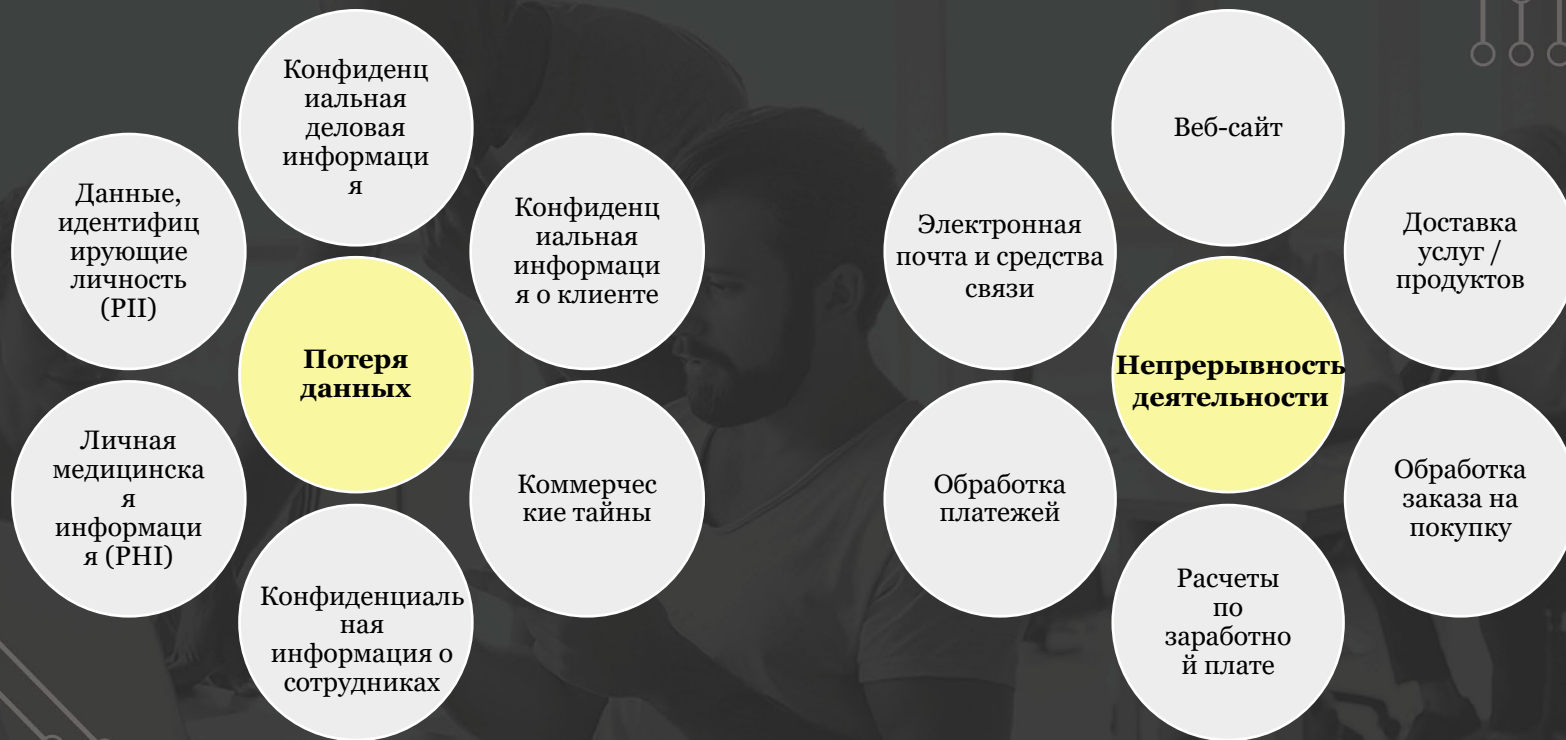 Конфиденц
иальная
деловая
информаци
я
Данные,
идентифиц
ирующие
личность
(PII)
Конфиденц
иальная
информаци
я о клиенте
Потеря
данных
Личная
медицинска
я
информаци
я (PHI)
Коммерчес
кие тайны
Конфиденциаль
ная
информация о
сотрудниках
Веб-сайт
Электронная
почта и средства
связи
Доставка
услуг /
продуктов
Непрерывность
деятельности
Обработка
платежей
Обработка
заказа на
покупку
Расчеты
по
заработно
й плате